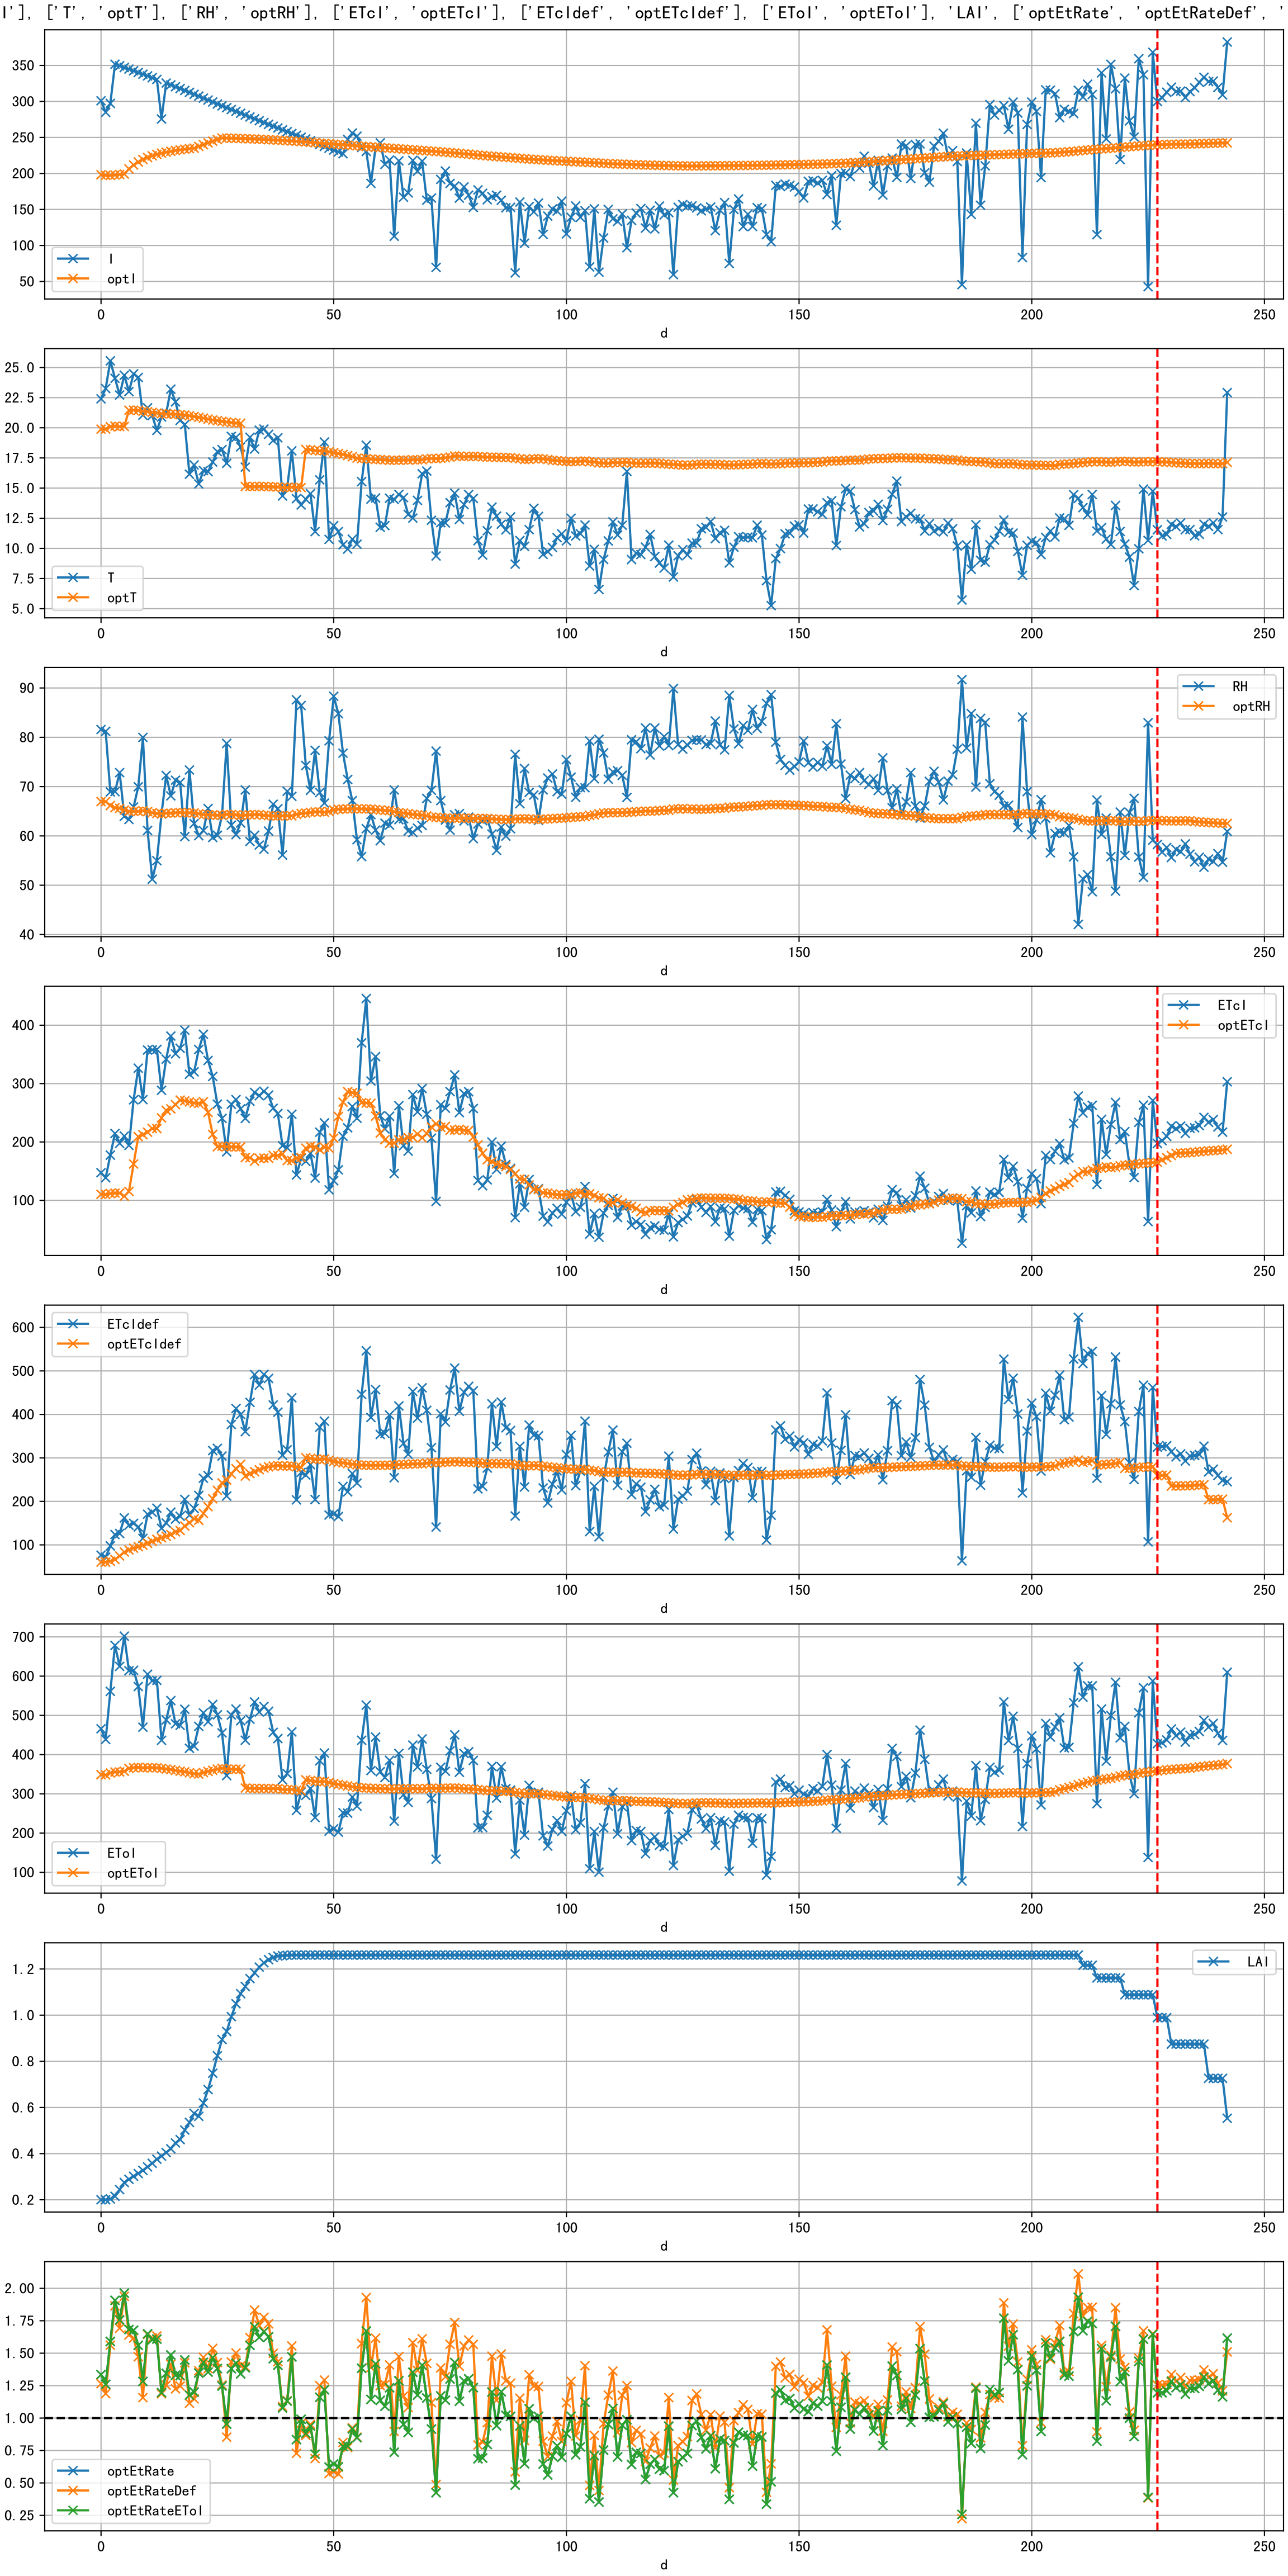 I'], ['T', 'optT'], ['RH', 'optRH'], ['ETcI', 'optETcI'], ['ETcIdef', 'optETcIdef'], ['EToI', 'optEToI'], 'LAI', ['optEtRate', 'optEtRateDef', '
350
300
250
200
150
100
50
I
optI
0 50 100 150 200 250
d
25.0
22.5
20.0
17.5
15.0
12.5
10.0
7.5
5.0
T
optT
0 50 100 150 200 250
d
90
80
70
60
50
40
RH
optRH
0 50 100 150 200 250
d
400
300
200
100
ETcI
optETcI
0 50 100 150 200 250
d
600
500
400
300
200
100
ETcIdef
optETcIdef
0 50 100 150 200 250
d
700
600
500
400
300
200
100
EToI
optEToI
0 50 100 150 200 250
d
1.2
1.0
0.8
0.6
0.4
0.2
LAI
0 50 100 150 200 250
d
2.00
1.75
1.50
1.25
1.00
0.75
0.50
0.25
optEtRate
optEtRateDef
optEtRateEToI
0 50 100 150 200 250
d